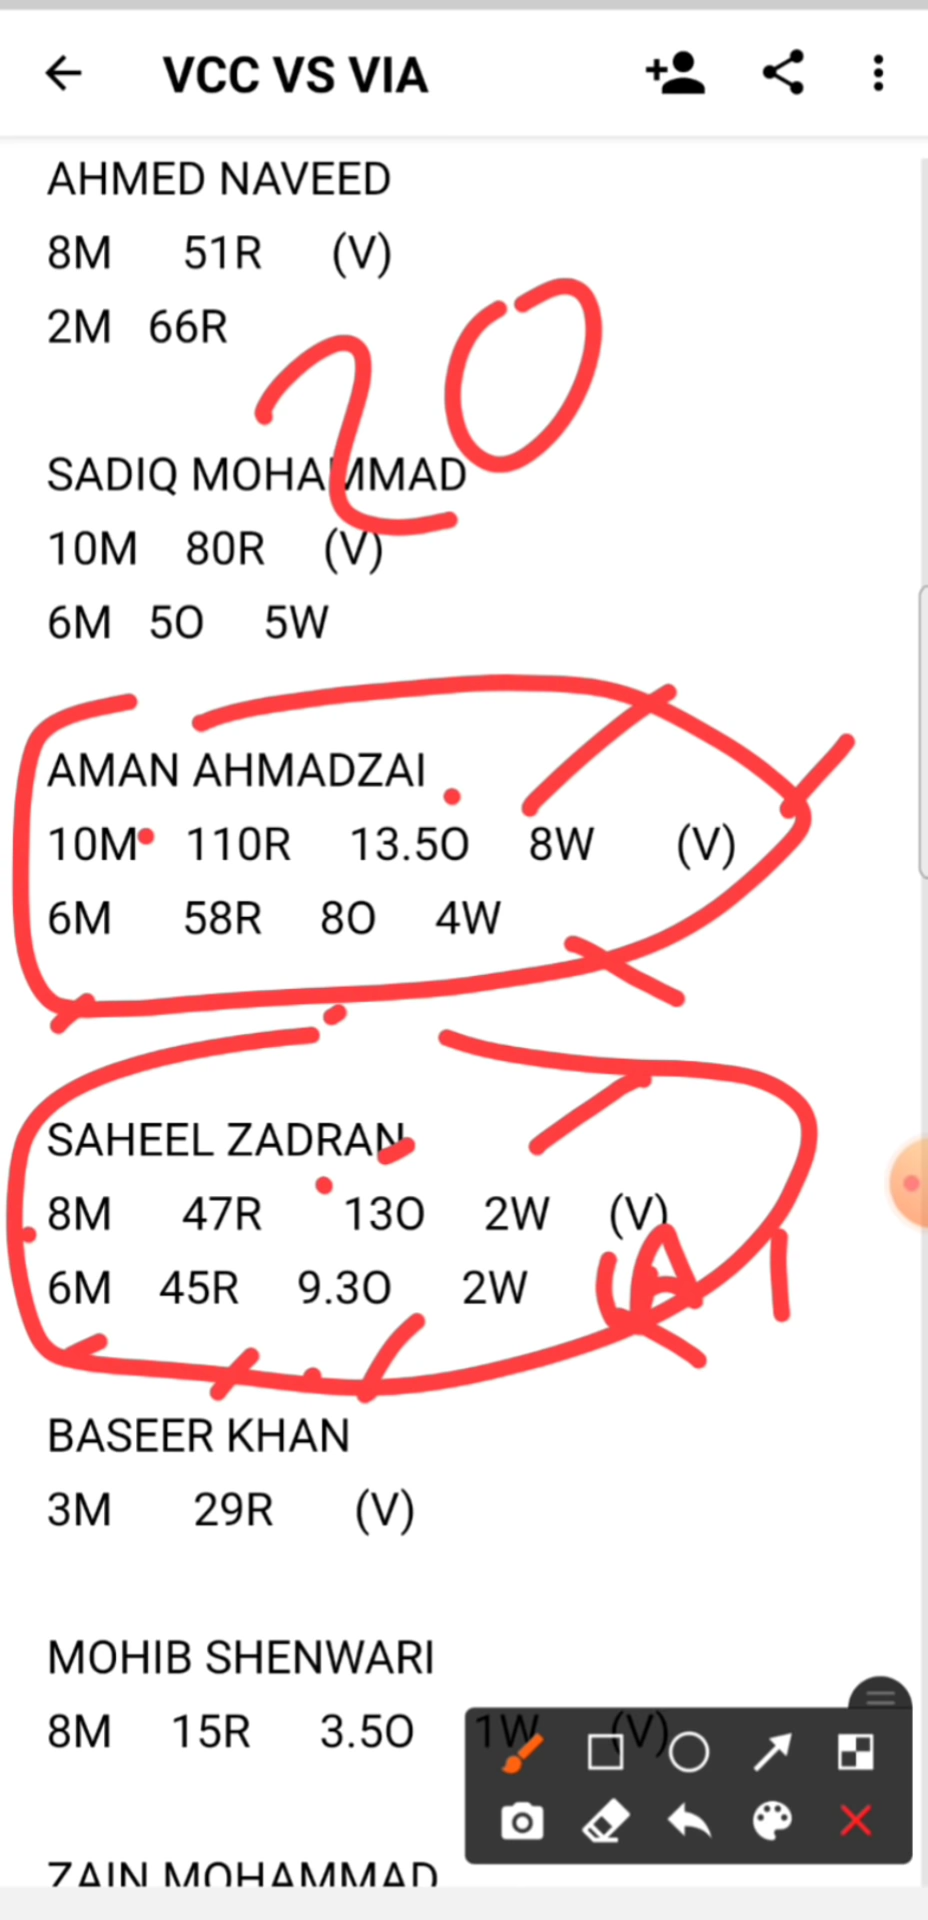 VCC VS VIA
AHMED NAVEED
8M 51R (V)
2M 66R
20
SADIQ MOHAMMAD
10M 80R (V)
6M 5O 5W
AMAN AHMADZAI
10M 110R 13.5O 8W (V)
6M 58R 8O 4W
SAHEEL ZADRAN
8M 47R 13O 2W (V)
6M 45R 9.3O 2W
BASEER KHAN
3M 29R (V)
MOHIB SHENWARI
8M 15R 3.5O 1W (V)
ZAIN MOHAMMAD